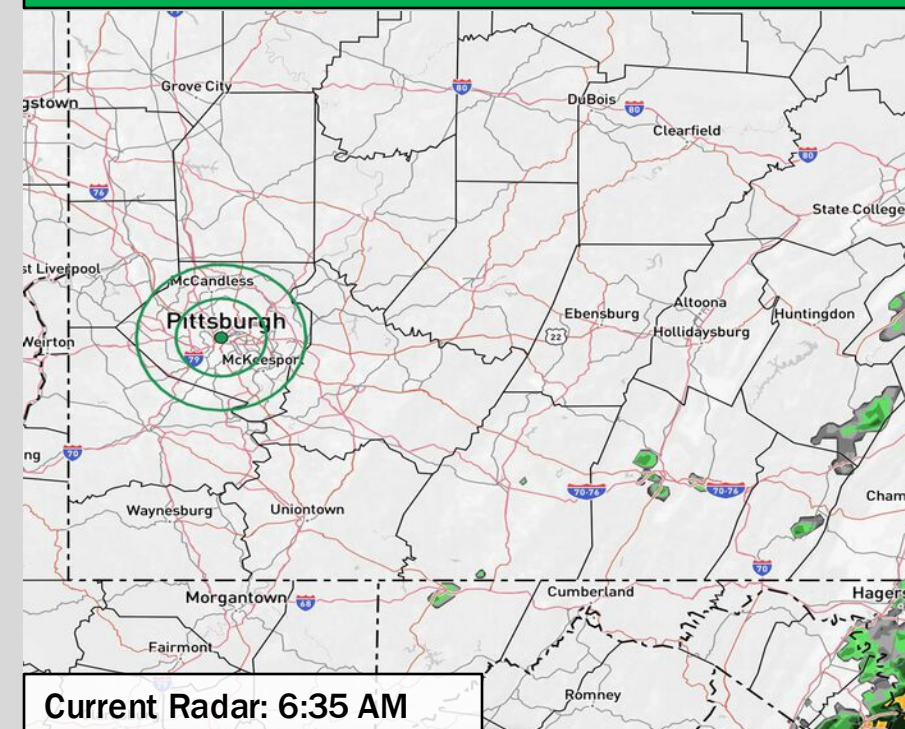 Grove City
80
gstown
DuBois
80
Clearfield
80
76
State College
st Liverpool
McCandless
Pittsburgh
Altoona
Ebensburg
Huntingdon
22
Hollidaysburg
Weirton
79
McKeespor
70
ng
70-76
70-76
Cham
Waynesburg
Uniontown
70
Cumberland
Hagers
Morgantown
68
Fairmont
Romney
Current Radar: 6:35 AM